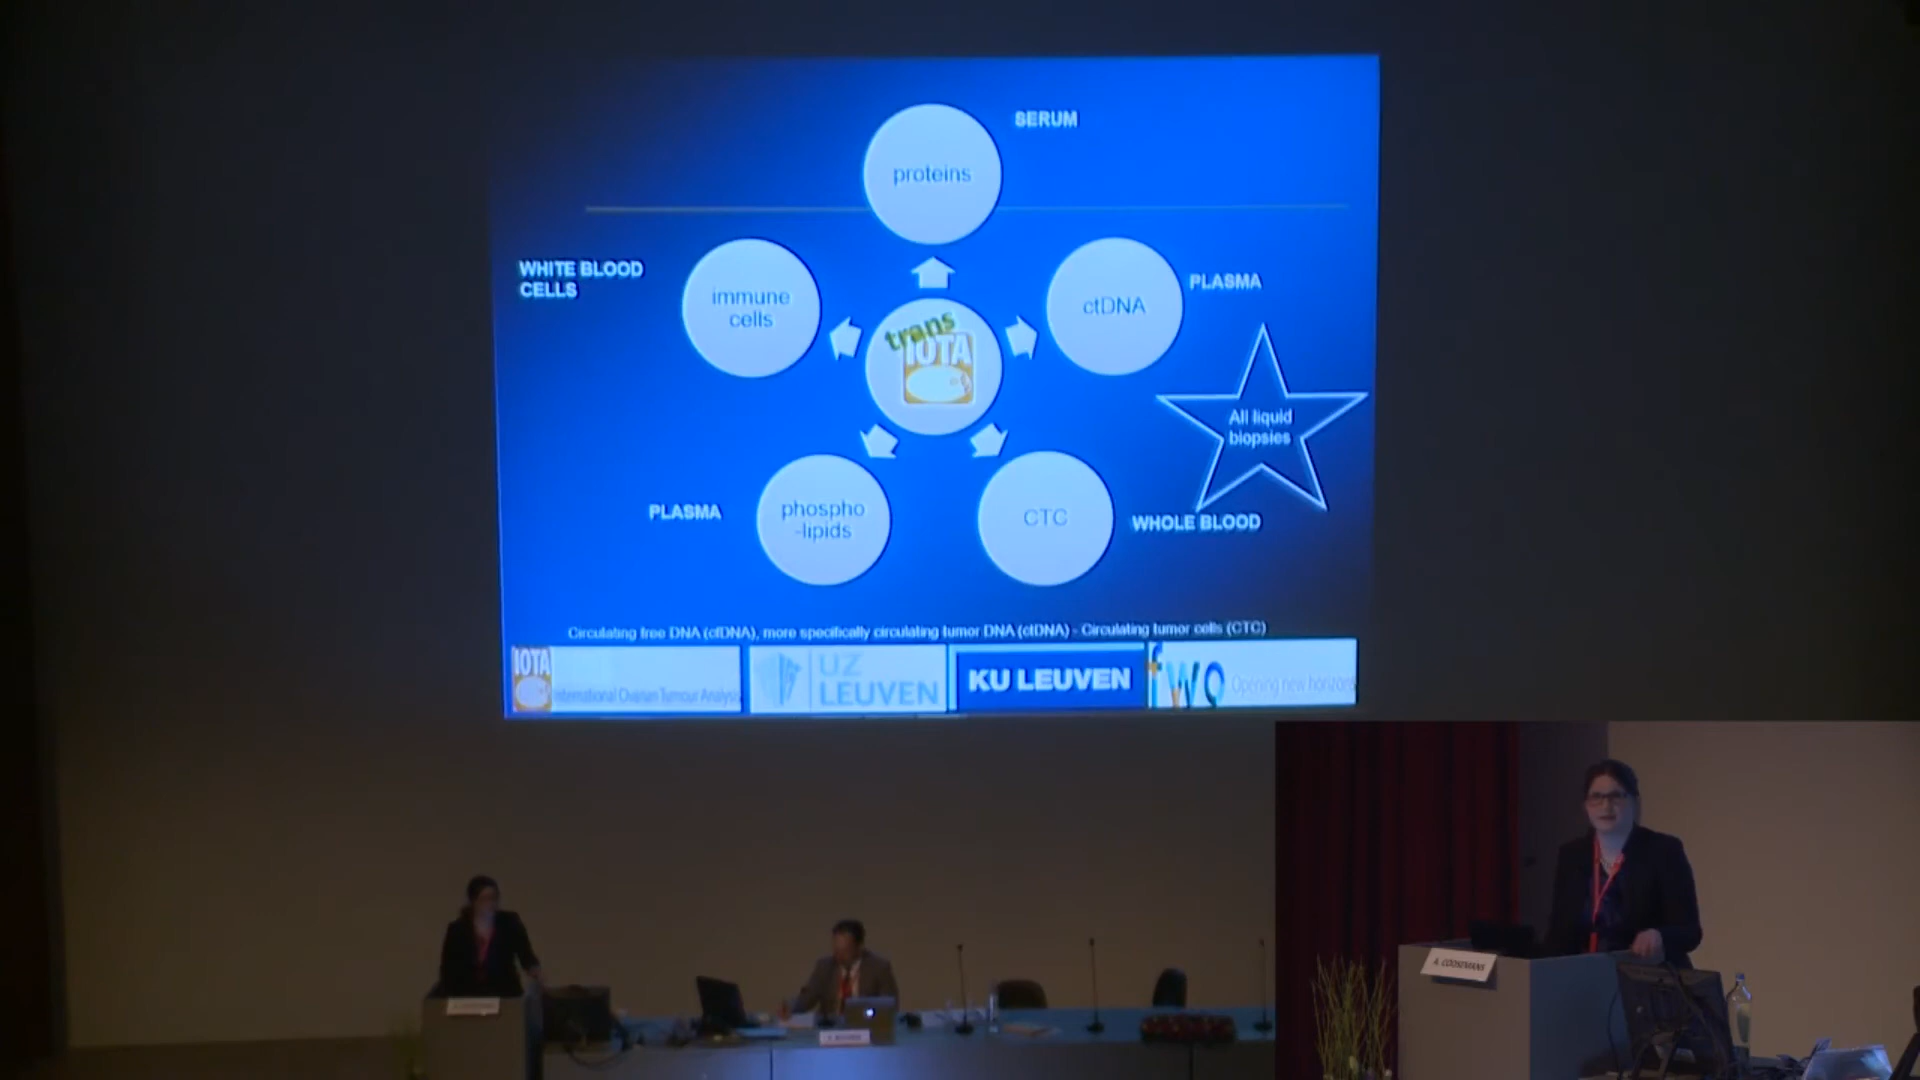 SERUM
proteins
WHITE BLOOD
CELLS
immune
cells
ctDNA
PLASMA
trans
IOTA
All liquid
biopsies
PLASMA
phospho
-lipids
CTC
WHOLE BLOOD
Circulating free DNA (cfDNA), more specifically circulating tumor DNA (ctDNA) - Circulating tumor cells (CTC)
IOTA
International Ovarian Tumour Analysis
UZ
LEUVEN
KU LEUVEN
fwo
Opening new horizons
A. COOSEMANS